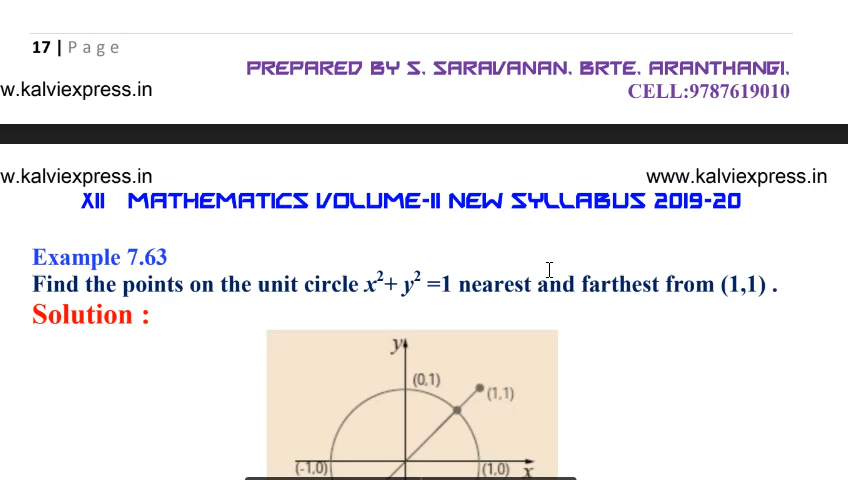 17 | Page
PREPARED BY S. SARAVANAN. BRTE. ARANTHANGI.
w.kalviexpress.in
CELL:9787619010
w.kalviexpress.in www.kalviexpress.in
XII MATHEMATICS VOLUME-II NEW SYLLABUS 2019-20
Example 7.63
Find the points on the unit circle x²+ y² =1 nearest and farthest from (1,1) .
Solution :
y
(0,1)
(1,1)
(-1,0) (1,0) x